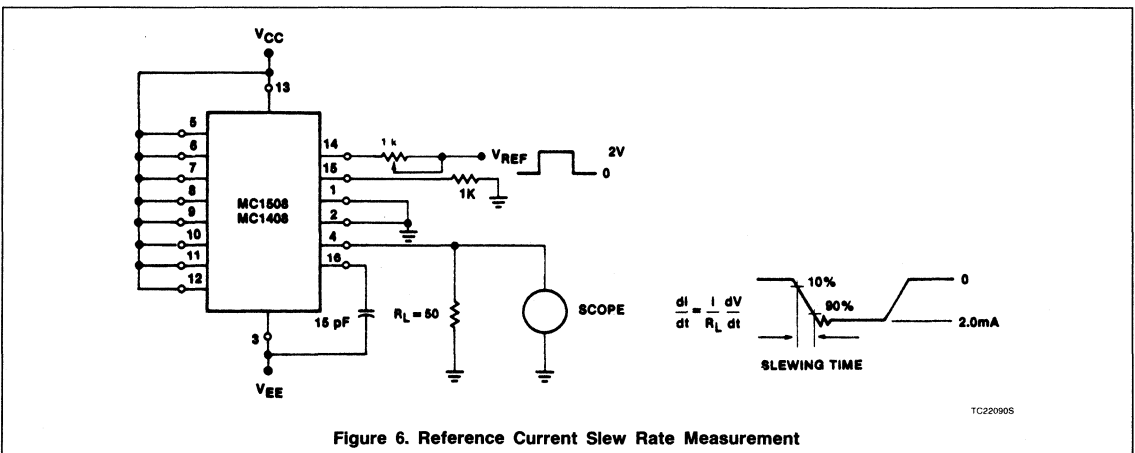 VCC
13
5
6
7
8
9
10
11
12
MC1508
MC1408
14
15
1
2
4
16
3
VEE
1 k
VREF
2V
0
1K
15 pF
RL = 50
SCOPE
dI/dt = I/RL dV/dt
10%
90%
0
2.0mA
SLEWING TIME
TC22090S
Figure 6. Reference Current Slew Rate Measurement